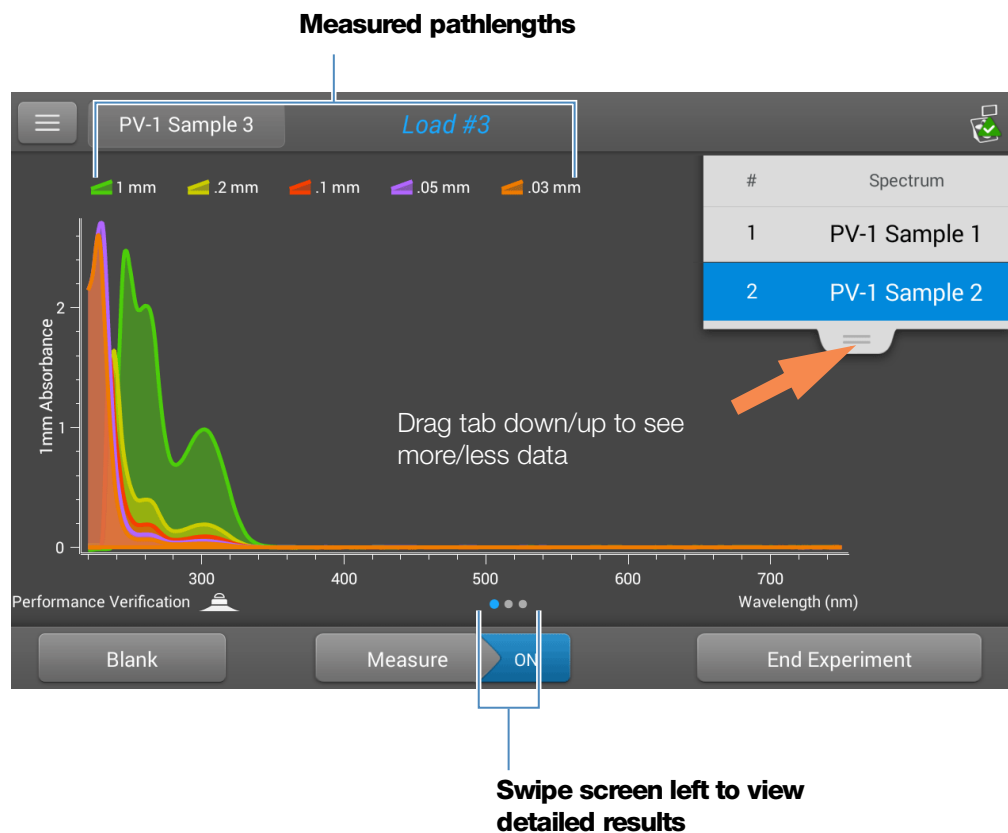 Measured pathlengths
PV-1 Sample 3
Load #3
1 mm
.2 mm
.1 mm
.05 mm
.03 mm
# Spectrum
1 PV-1 Sample 1
2 PV-1 Sample 2
Drag tab down/up to see
more/less data
1mm Absorbance
2
1
0
300 400 500 600 700
Performance Verification
Wavelength (nm)
Blank
Measure
ON
End Experiment
Swipe screen left to view
detailed results